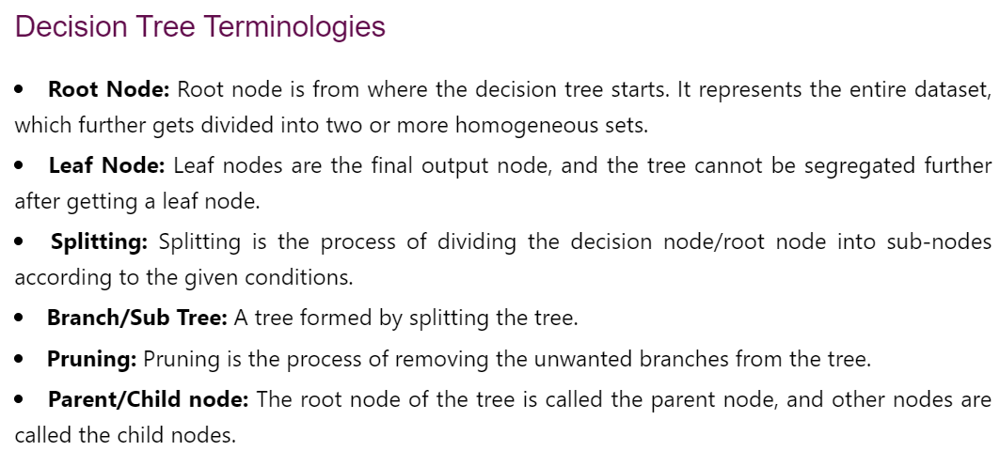 Decision Tree Terminologies
• Root Node: Root node is from where the decision tree starts. It represents the entire dataset,
which further gets divided into two or more homogeneous sets.
• Leaf Node: Leaf nodes are the final output node, and the tree cannot be segregated further
after getting a leaf node.
• Splitting: Splitting is the process of dividing the decision node/root node into sub-nodes
according to the given conditions.
• Branch/Sub Tree: A tree formed by splitting the tree.
• Pruning: Pruning is the process of removing the unwanted branches from the tree.
• Parent/Child node: The root node of the tree is called the parent node, and other nodes are
called the child nodes.